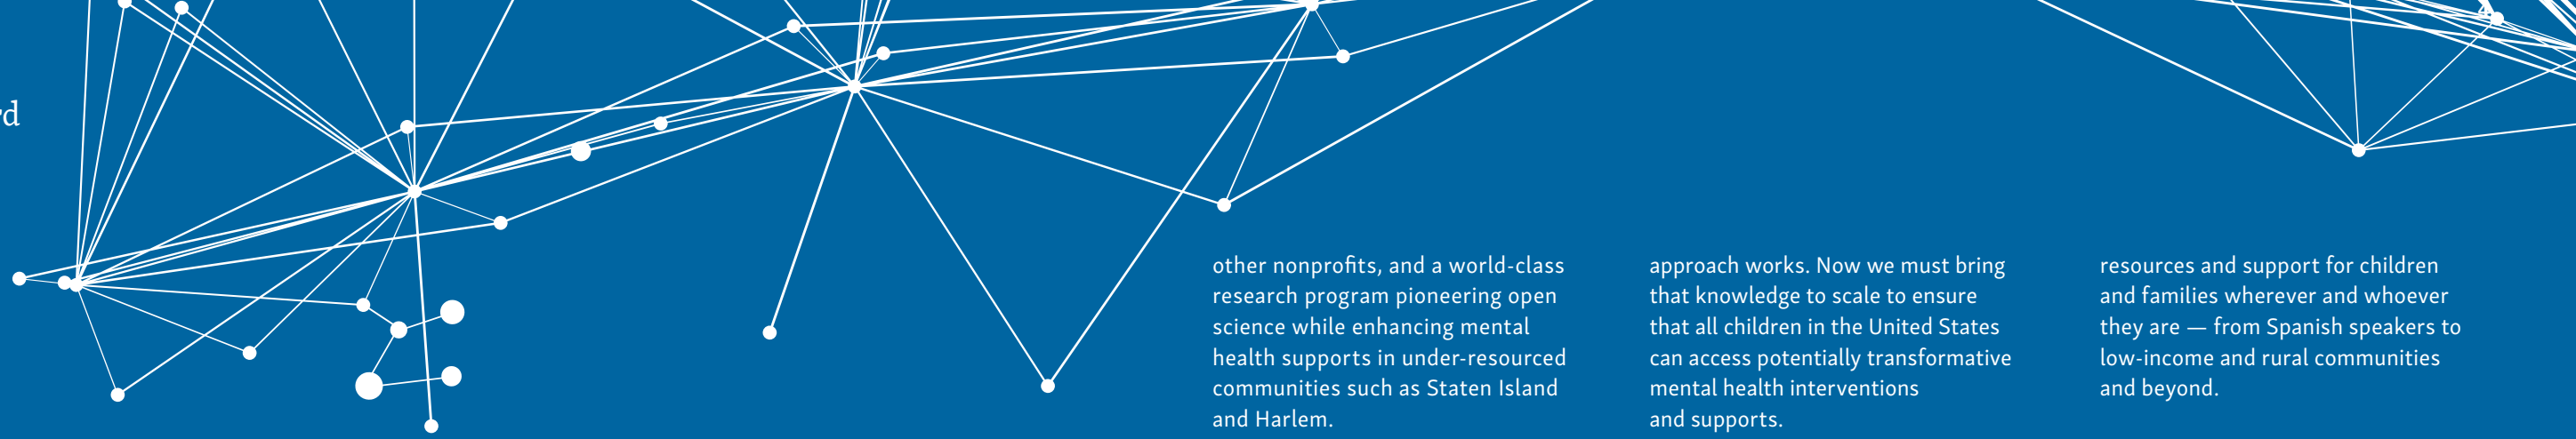 other nonprofits, and a world-class
research program pioneering open
science while enhancing mental
health supports in under-resourced
communities such as Staten Island
and Harlem.
approach works. Now we must bring
that knowledge to scale to ensure
that all children in the United States
can access potentially transformative
mental health interventions
and supports.
resources and support for children
and families wherever and whoever
they are — from Spanish speakers to
low-income and rural communities
and beyond.